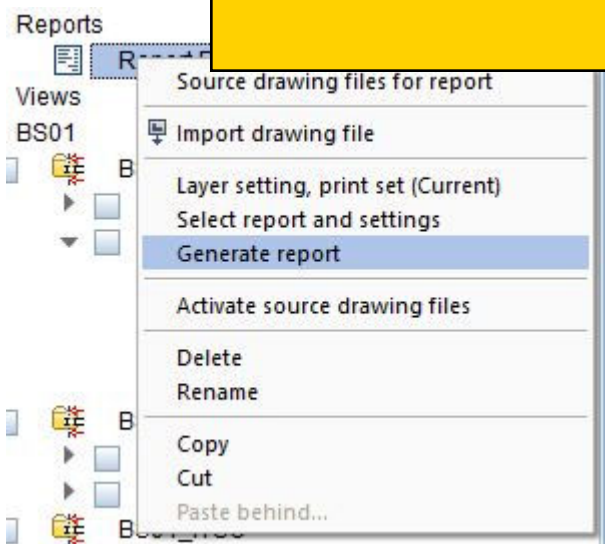 Reports
Source drawing files for report
Views
BS01
Import drawing file
Layer setting, print set (Current)
Select report and settings
Generate report
Activate source drawing files
Delete
Rename
Copy
Cut
Paste behind...